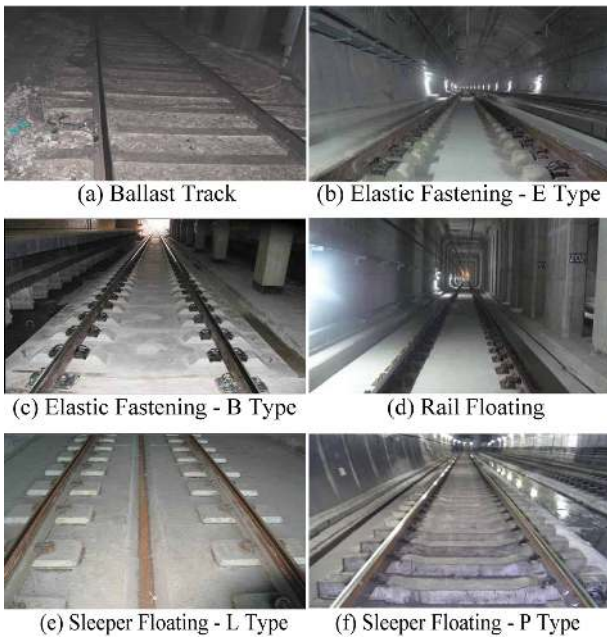 (a) Ballast Track
(b) Elastic Fastening - E Type
(c) Elastic Fastening - B Type
(d) Rail Floating
(e) Sleeper Floating - L Type
(f) Sleeper Floating - P Type